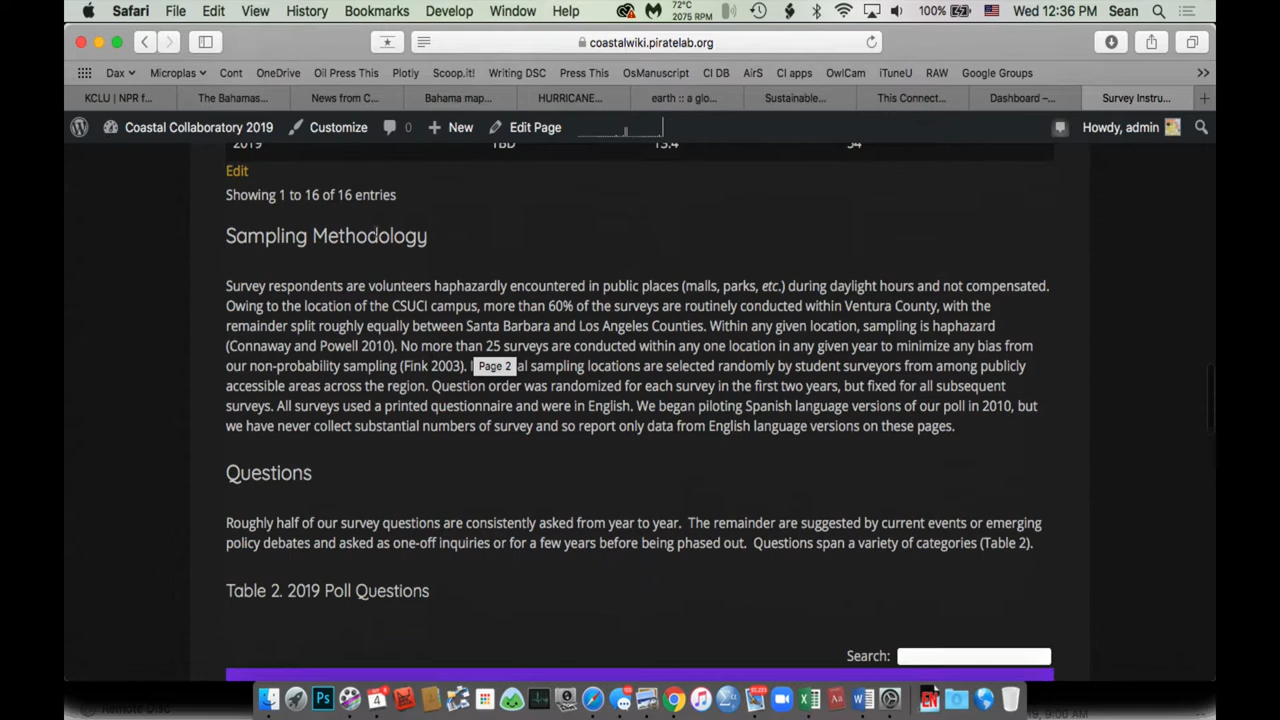 Safari File Edit View History Bookmarks Develop Window Help 72°C 2075 RPM 100% Wed 12:36 PM Sean
coastalwiki.piratelab.org
Dax Microplas Cont OneDrive Oil Press This Plotly Scoop.it! Writing DSC Press This OsManuscript CI DB AirS CI apps OwlCam iTuneU RAW Google Groups
KCLU | NPR f... The Bahamas... News from C... Bahama map... HURRICANE... earth :: a glo... Sustainable... This Connect... Dashboard –... Survey Instru...
Coastal Collaboratory 2019 Customize 0 New Edit Page Howdy, admin
2019 TBD 13.4 54
Edit
Showing 1 to 16 of 16 entries
Sampling Methodology
Survey respondents are volunteers haphazardly encountered in public places (malls, parks, etc.) during daylight hours and not compensated.
Owing to the location of the CSUCI campus, more than 60% of the surveys are routinely conducted within Ventura County, with the
remainder split roughly equally between Santa Barbara and Los Angeles Counties. Within any given location, sampling is haphazard
(Connaway and Powell 2010). No more than 25 surveys are conducted within any one location in any given year to minimize any bias from
our non-probability sampling (Fink 2003). Page 2 al sampling locations are selected randomly by student surveyors from among publicly
accessible areas across the region. Question order was randomized for each survey in the first two years, but fixed for all subsequent
surveys. All surveys used a printed questionnaire and were in English. We began piloting Spanish language versions of our poll in 2010, but
we have never collect substantial numbers of survey and so report only data from English language versions on these pages.
Questions
Roughly half of our survey questions are consistently asked from year to year. The remainder are suggested by current events or emerging
policy debates and asked as one-off inquiries or for a few years before being phased out. Questions span a variety of categories (Table 2).
Table 2. 2019 Poll Questions
Search: